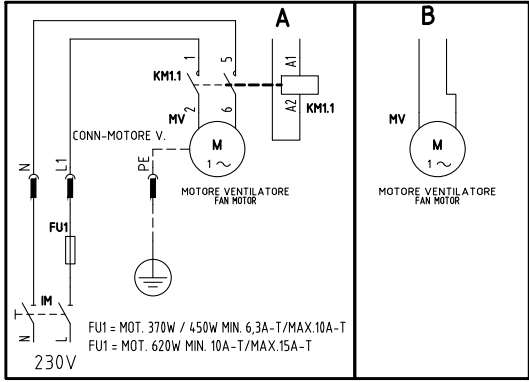 A
B
1
5
KM1.1
A1
A2
KM1.1
2
6
MV
M
1 ~
MV
M
1 ~
CONN-MOTORE V.
N
L1
PE
MOTORE VENTILATORE
FAN MOTOR
MOTORE VENTILATORE
FAN MOTOR
FU1
IM
N
L
FU1 = MOT. 370W / 450W MIN. 6,3A-T/MAX.10A-T
FU1 = MOT. 620W MIN. 10A-T/MAX.15A-T
230V